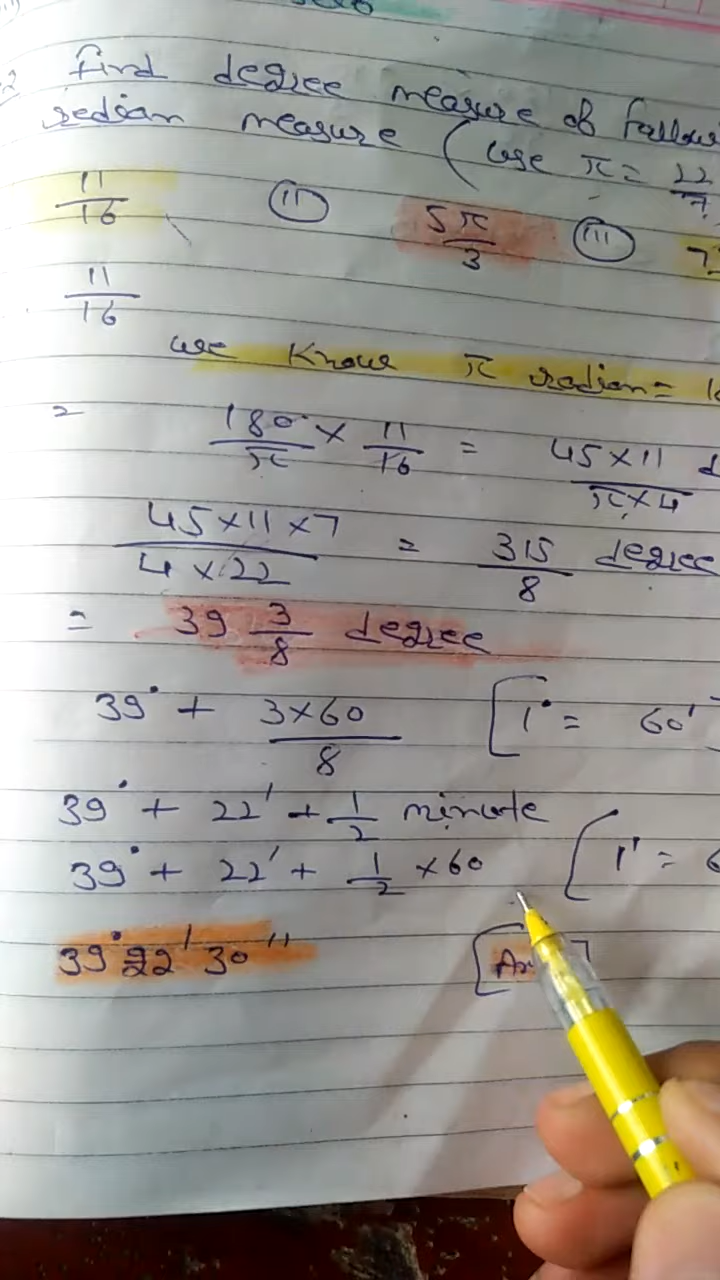 find degree measure of follow
redian measure (use π = 22/7
11/16 (ii) 5π/3 (iii) 7
11/16
we know π radian =
= 180°/π × 11/16 = 45×11/π×4 d
45×11×7/4×22 = 315/8 degree
= 39 3/8 degree
39° + 3×60/8 [1° = 60'
39° + 22' + 1/2 minute
39° + 22' + 1/2 ×60 [1' = 6
39° 22' 30"